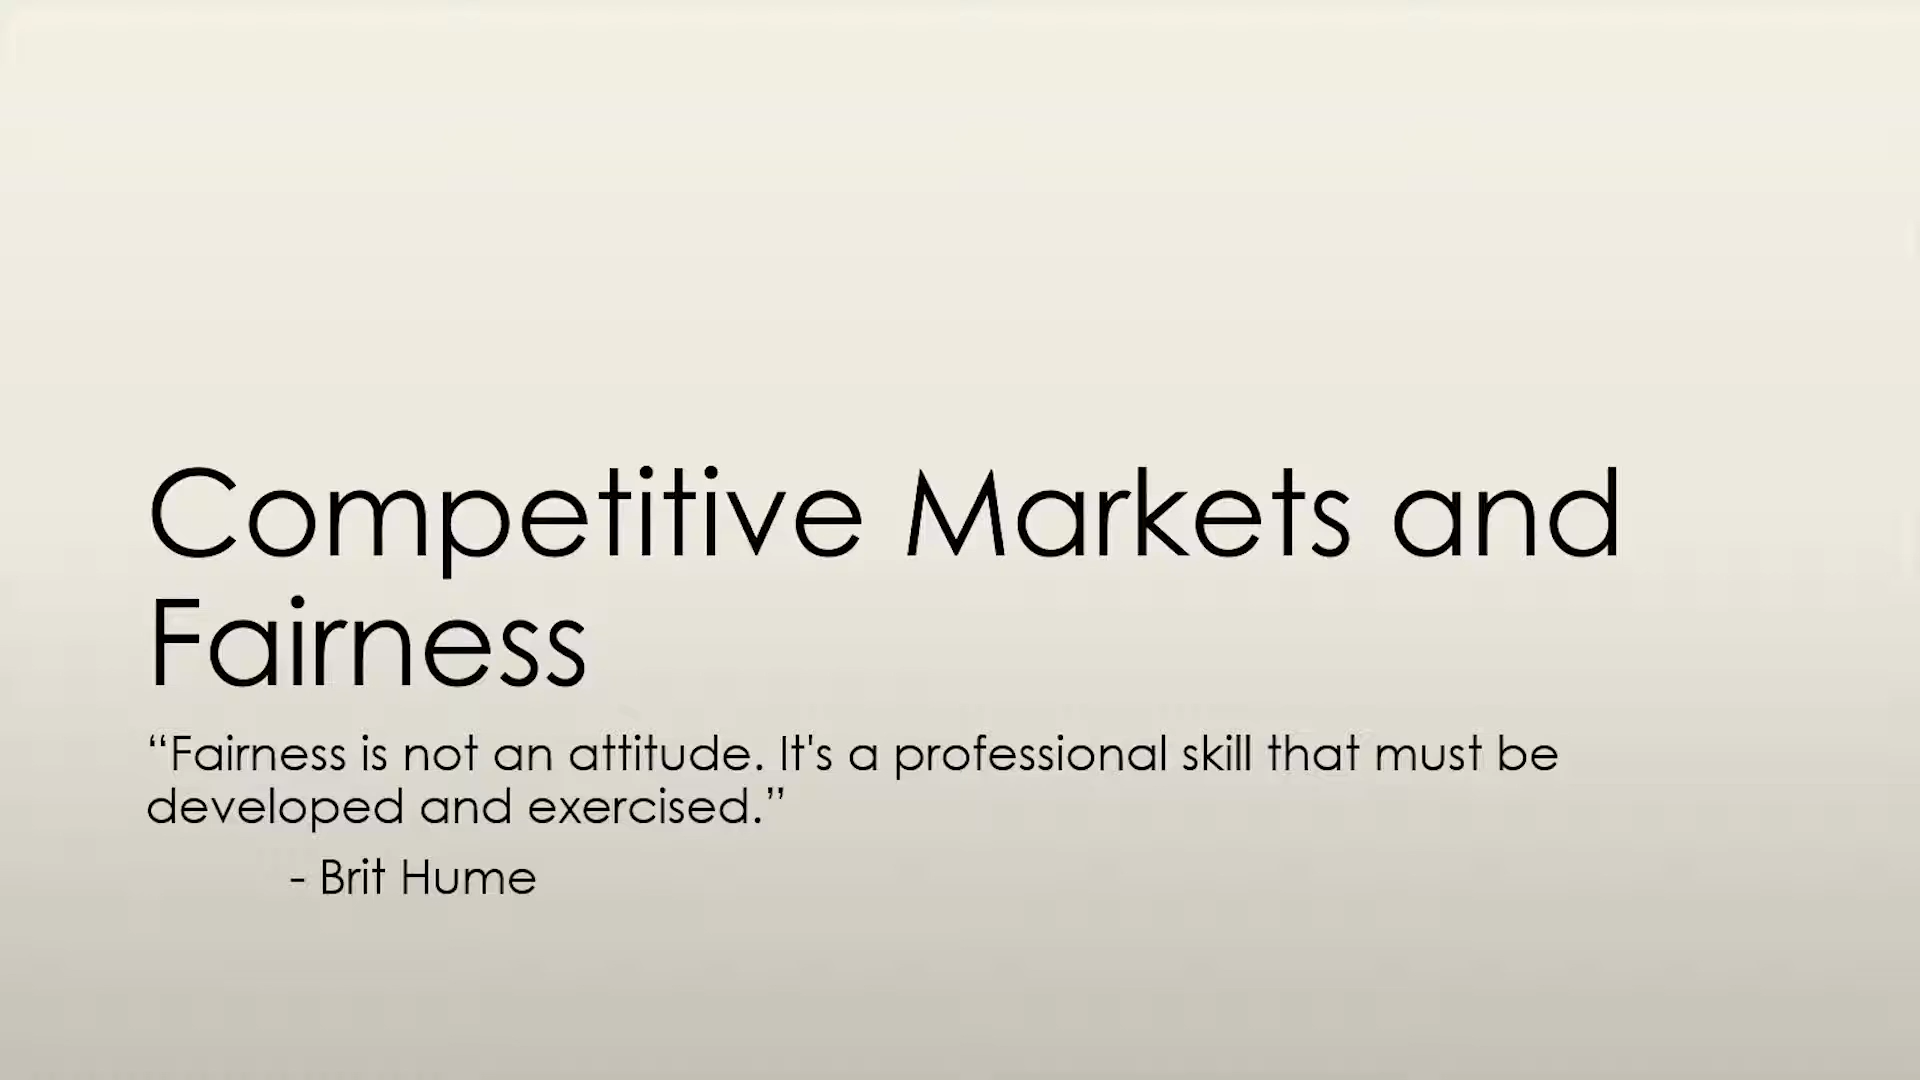 Competitive Markets and
Fairness
“Fairness is not an attitude. It's a professional skill that must be
developed and exercised.”
- Brit Hume